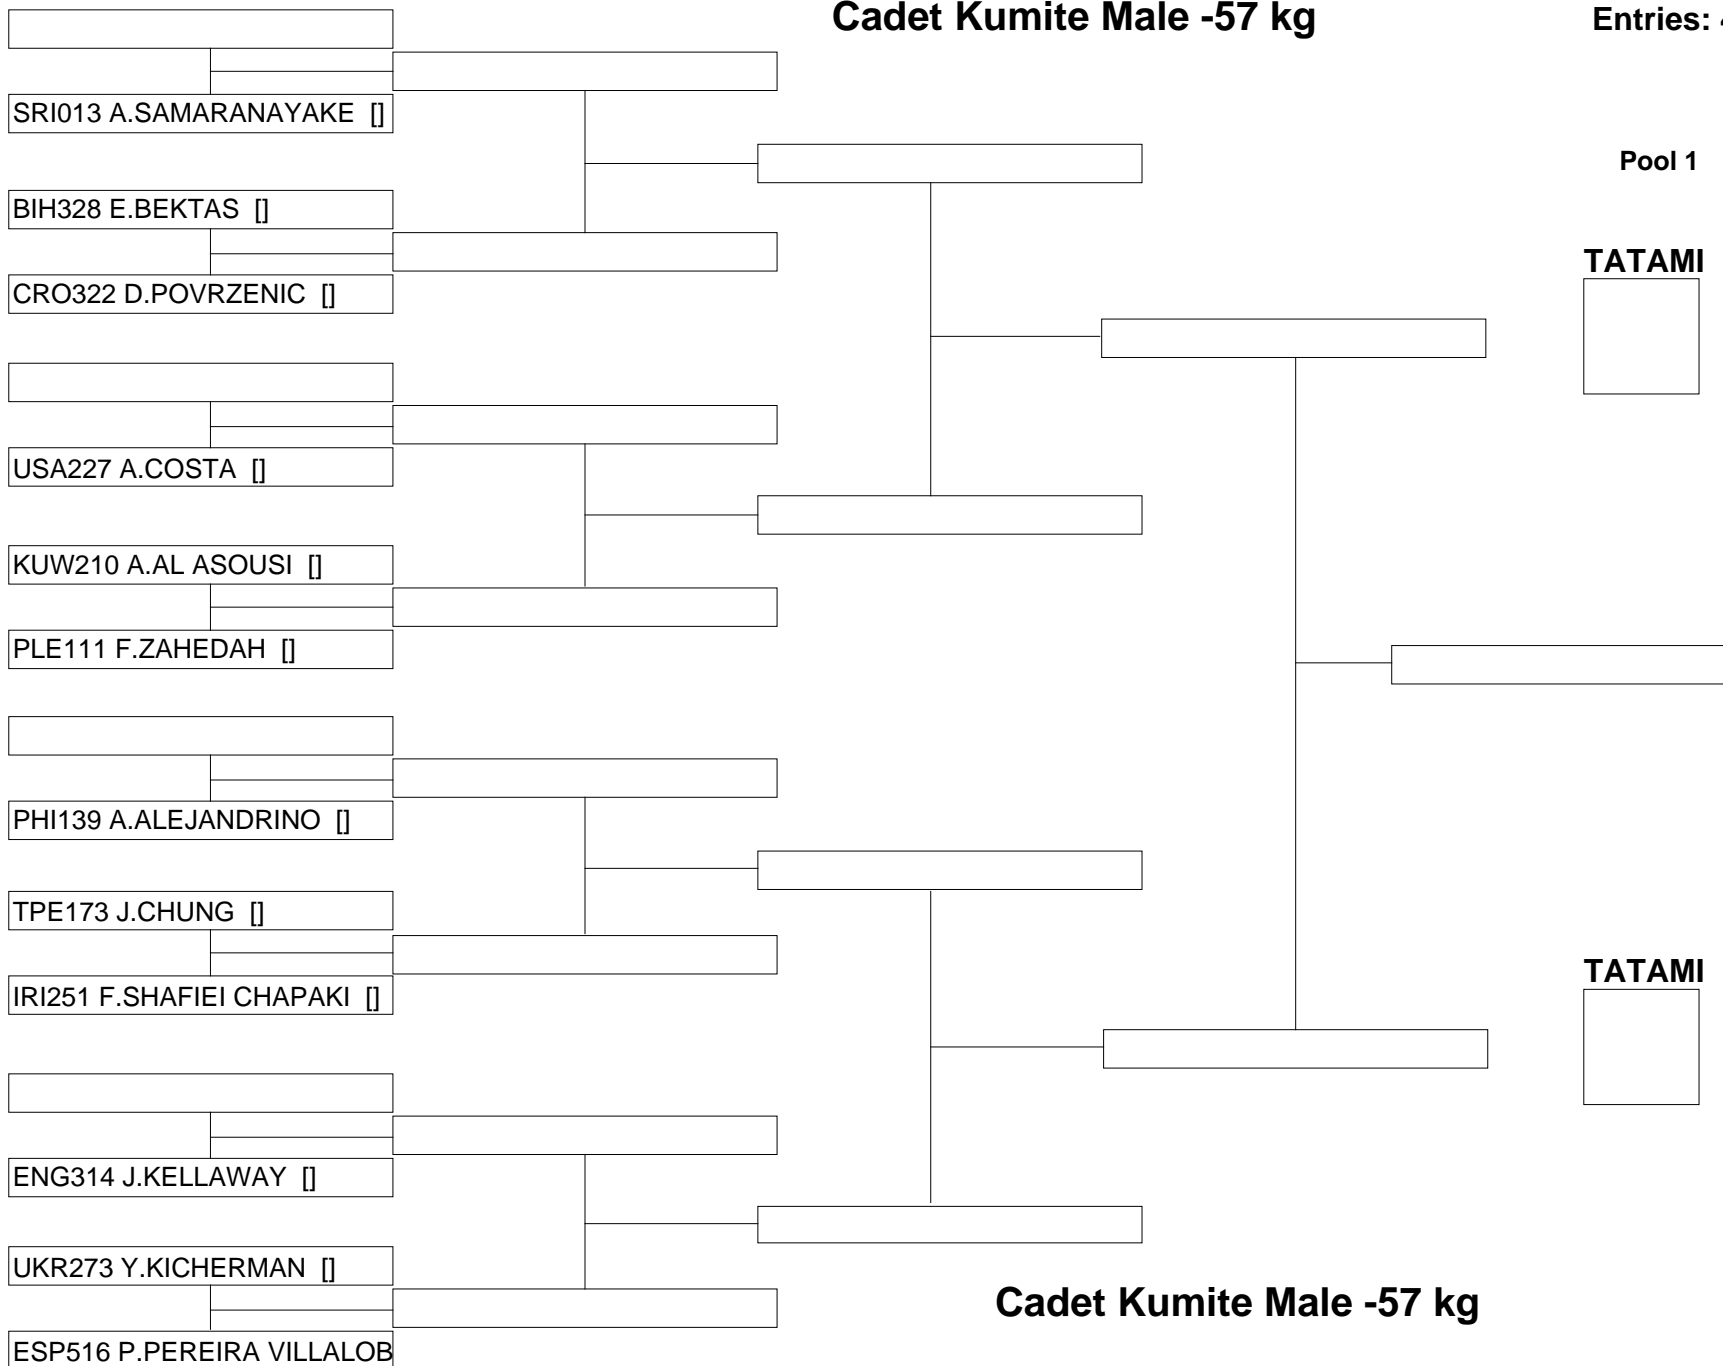 Cadet Kumite Male -57 kg
Entries: 4
SRI013 A.SAMARANAYAKE []
Pool 1
BIH328 E.BEKTAS []
TATAMI
CRO322 D.POVRZENIC []
USA227 A.COSTA []
KUW210 A.AL ASOUSI []
PLE111 F.ZAHEDAH []
PHI139 A.ALEJANDRINO []
TPE173 J.CHUNG []
TATAMI
IRI251 F.SHAFIEI CHAPAKI []
ENG314 J.KELLAWAY []
UKR273 Y.KICHERMAN []
Cadet Kumite Male -57 kg
ESP516 P.PEREIRA VILLALOB